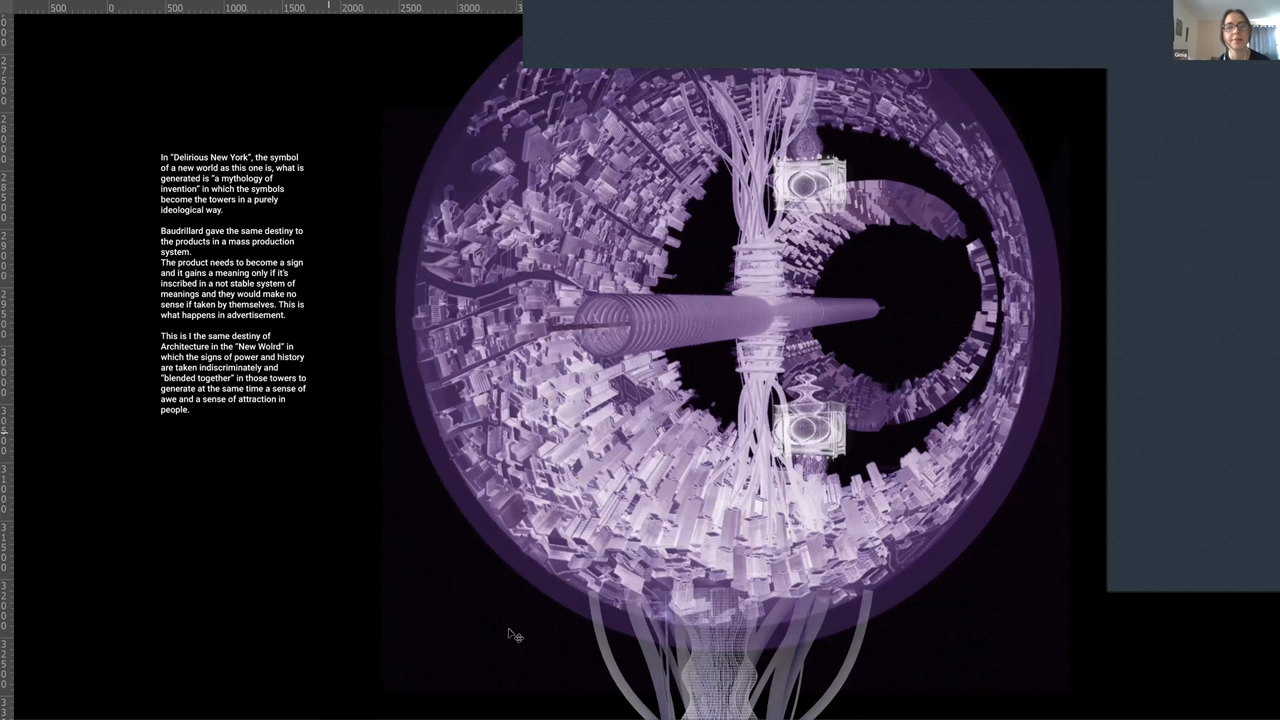 500
0
500
1000
1500
2000
2500
3000
Ginia
In "Delirious New York", the symbol
of a new world as this one is, what is
generated is "a mythology of
invention" in which the symbols
become the towers in a purely
ideological way.
Baudrillard gave the same destiny to
the products in a mass production
system.
The product needs to become a sign
and it gains a meaning only if it's
inscribed in a not stable system of
meanings and they would make no
sense if taken by themselves. This is
what happens in advertisement.
This is I the same destiny of
Architecture in the "New Wolrd" in
which the signs of power and history
are taken indiscriminately and
"blended together" in those towers to
generate at the same time a sense of
awe and a sense of attraction in
people.